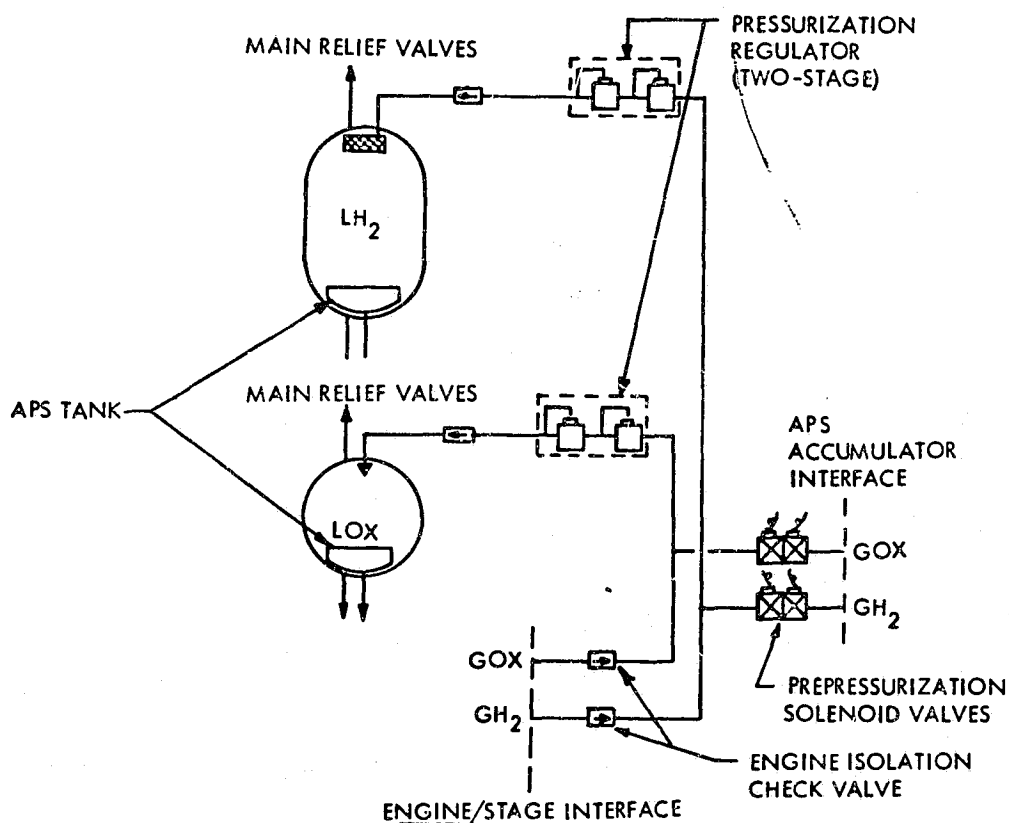 PRESSURIZATION
REGULATOR
(TWO-STAGE)
MAIN RELIEF VALVES
LH2
MAIN RELIEF VALVES
APS TANK
APS
ACCUMULATOR
INTERFACE
LOX
GOX
GH2
GOX
GH2
PREPRESSURIZATION
SOLENOID VALVES
ENGINE ISOLATION
CHECK VALVE
ENGINE/STAGE INTERFACE